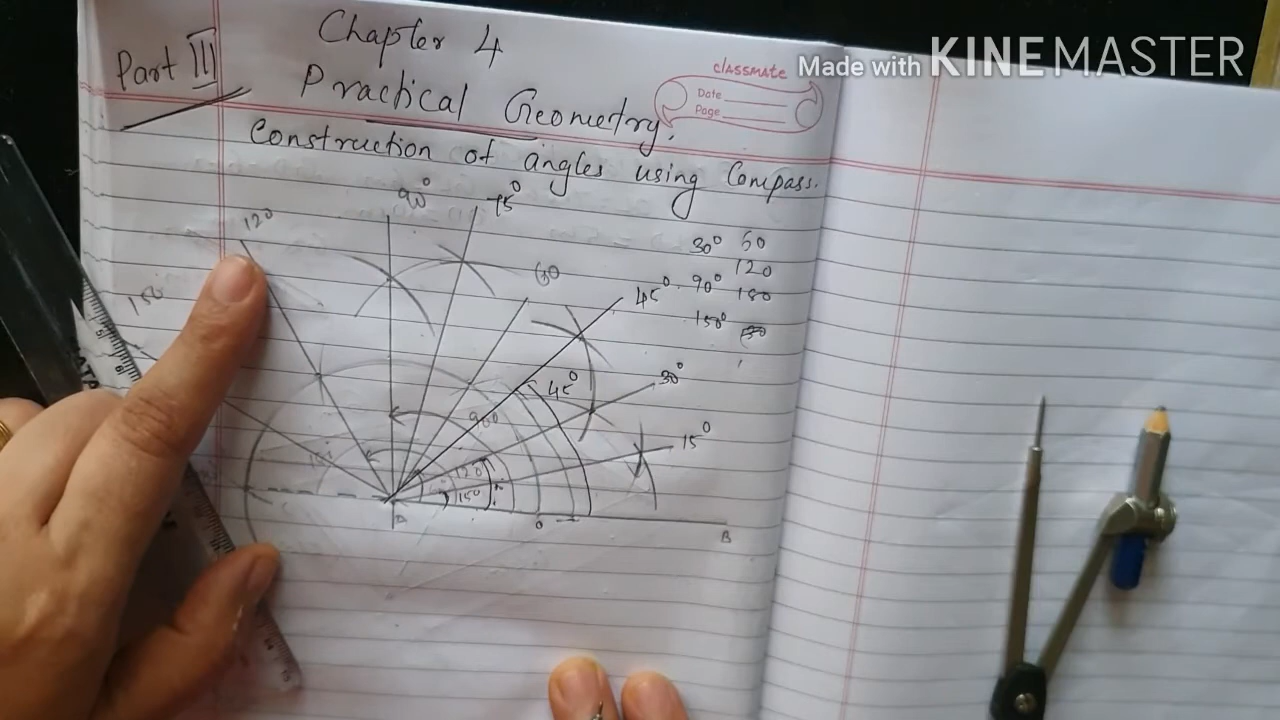 Made with KINEMASTER
Chapter 4
Part III
Practical Geometry.
classmate
Date
Page
Construction of angles using Compass.
90° 75°
120
30° 60
120
60
45° 90° 180
150
150°
45°
30°
90°
15°
120
150
0
B